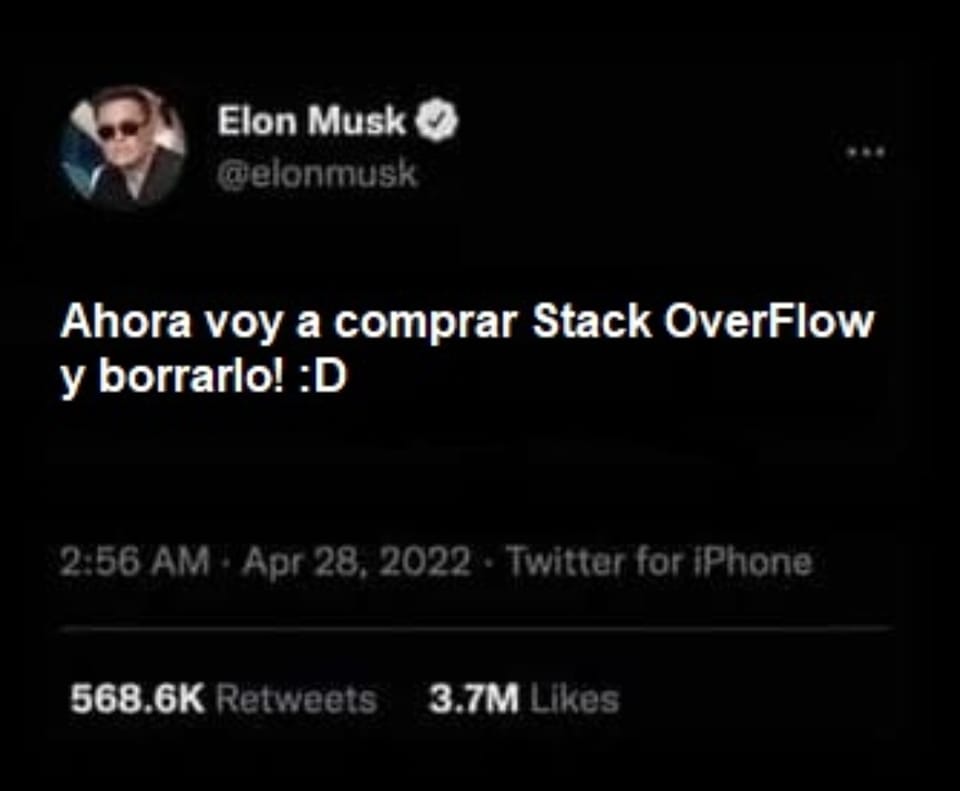 Elon Musk
@elonmusk
Ahora voy a comprar Stack OverFlow
y borrarlo! :D
2:56 AM · Apr 28, 2022 · Twitter for iPhone
568.6K Retweets 3.7M Likes